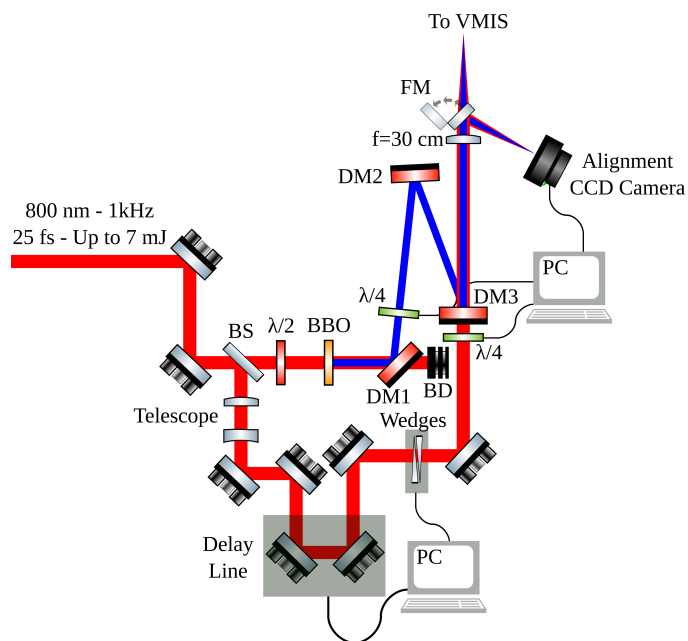 To VMIS
FM
f=30 cm
DM2
Alignment
CCD Camera
800 nm - 1kHz
25 fs - Up to 7 mJ
PC
λ/4
DM3
BS
λ/2
BBO
λ/4
DM1
BD
Telescope
Wedges
Delay
Line
PC